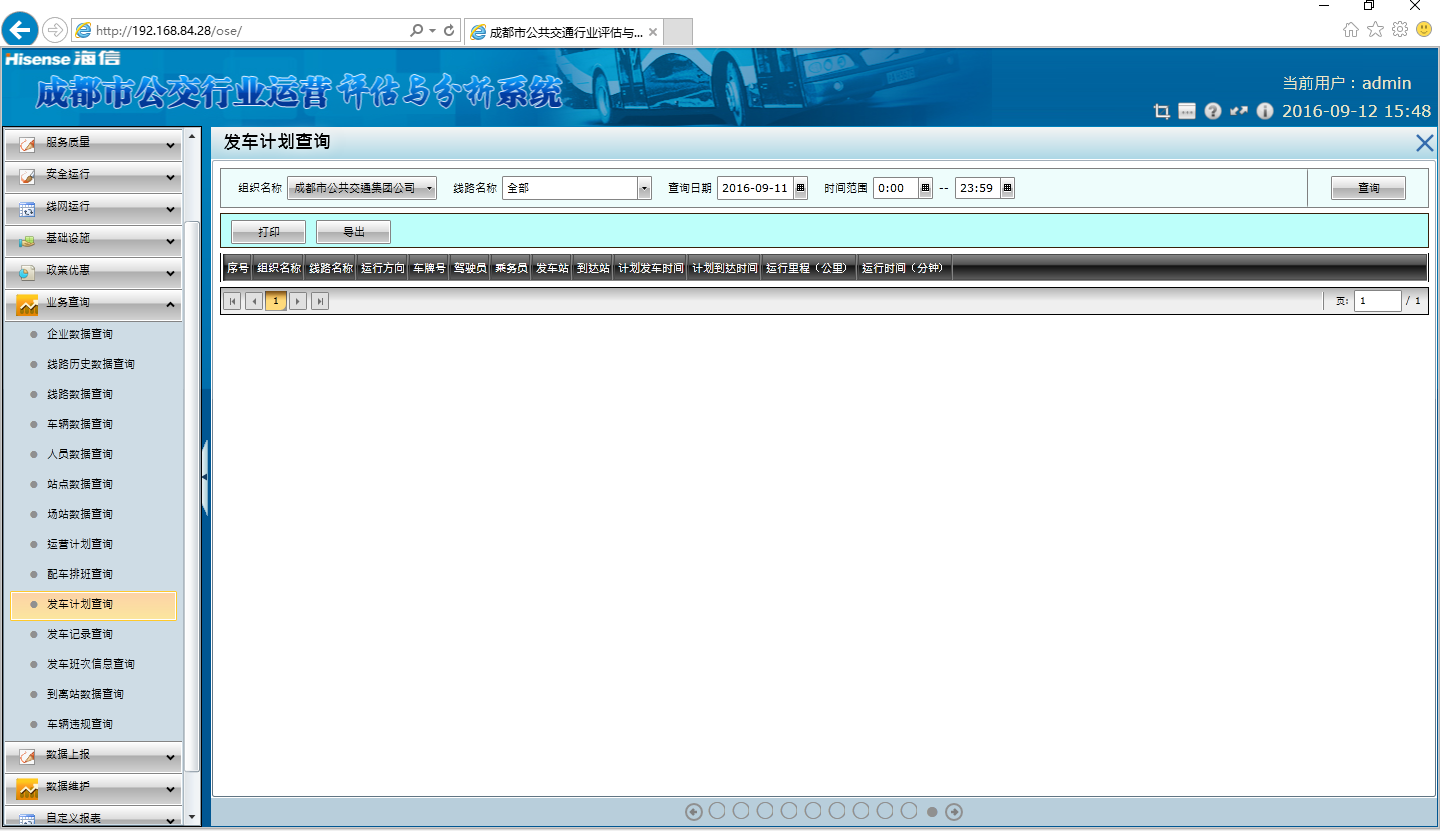 http://192.168.84.28/ose/
成都市公共交通行业评估与...
Hisense 海信
成都市公交行业运营评估与分析系统
当前用户：admin
2016-09-12 15:48
服务质量
安全运行
线网运行
基础设施
政策优惠
业务查询
企业数据查询
线路历史数据查询
线路数据查询
车辆数据查询
人员数据查询
站点数据查询
场站数据查询
运营计划查询
配车排班查询
发车计划查询
发车记录查询
发车班次信息查询
到离站数据查询
车辆违规查询
数据上报
数据维护
自定义报表
发车计划查询
组织名称 成都市公共交通集团公司 线路名称 全部 查询日期 2016-09-11 时间范围 0:00 -- 23:59 查询
打印 导出
序号 组织名称 线路名称 运行方向 车牌号 驾驶员 乘务员 发车站 到达站 计划发车时间 计划到达时间 运行里程（公里） 运行时间（分钟）
1 页: 1 / 1